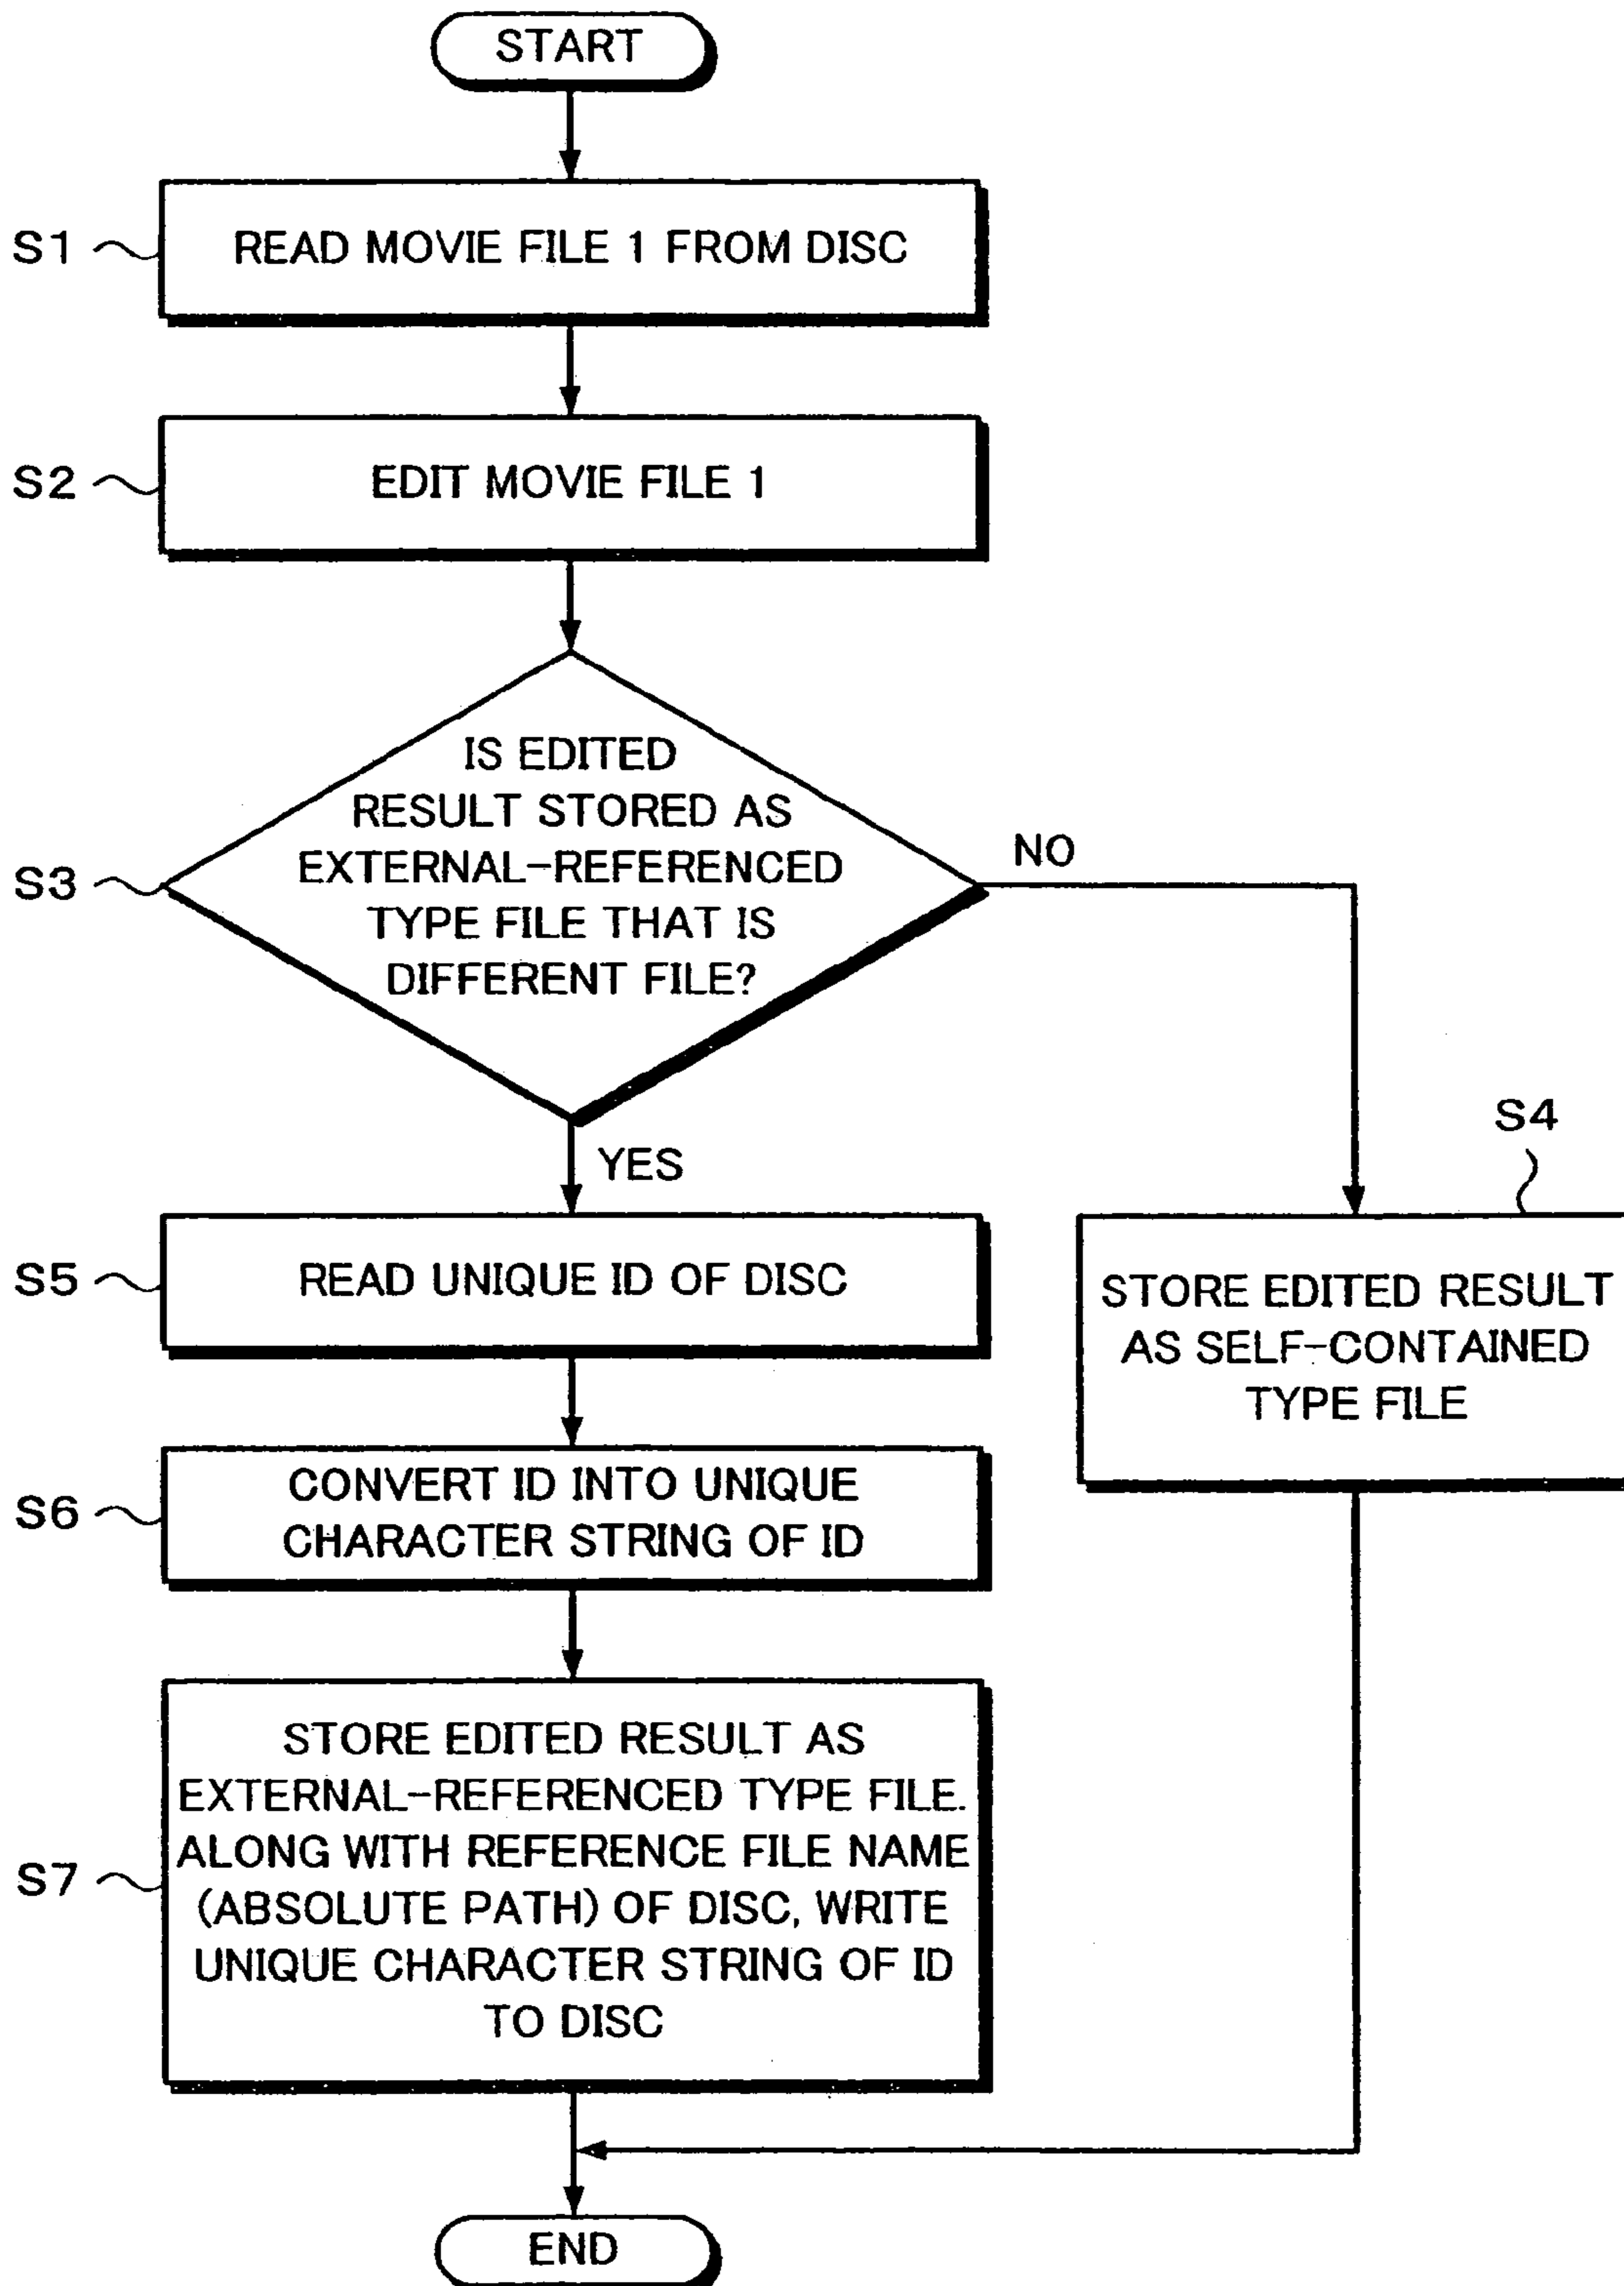 START
S1
READ MOVIE FILE 1 FROM DISC
S2
EDIT MOVIE FILE 1
S3
IS EDITED
RESULT STORED AS
EXTERNAL-REFERENCED
TYPE FILE THAT IS
DIFFERENT FILE?
NO
YES
S4
STORE EDITED RESULT
AS SELF-CONTAINED
TYPE FILE
S5
READ UNIQUE ID OF DISC
S6
CONVERT ID INTO UNIQUE
CHARACTER STRING OF ID
S7
STORE EDITED RESULT AS
EXTERNAL-REFERENCED TYPE FILE.
ALONG WITH REFERENCE FILE NAME
(ABSOLUTE PATH) OF DISC, WRITE
UNIQUE CHARACTER STRING OF ID
TO DISC
END